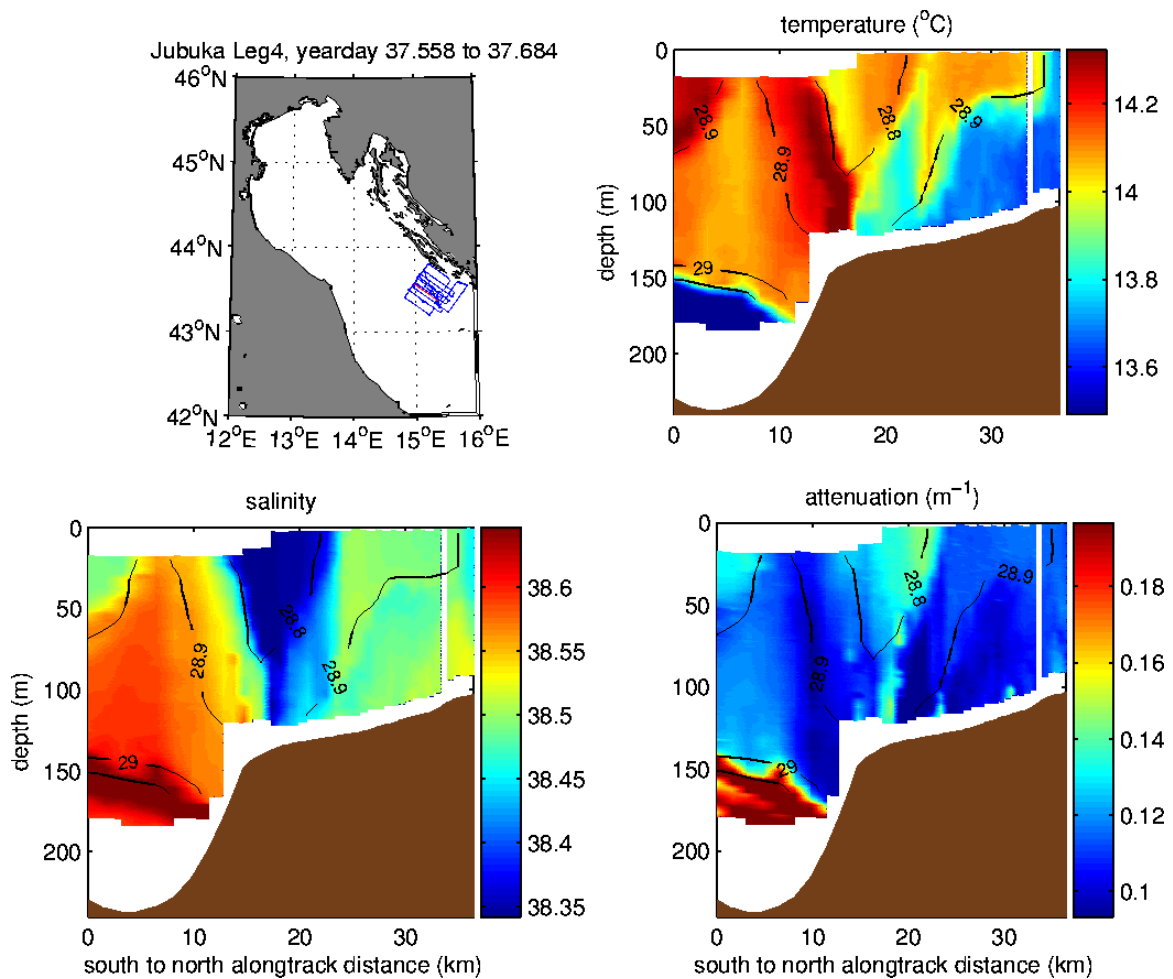 Jubuka Leg4, yearday 37.558 to 37.684
46°N
45°N
44°N
43°N
42°N
12°E 13°E 14°E 15°E 16°E
temperature (°C)
0
50
100
150
200
depth (m)
0 10 20 30
28.9
28.9
28.8
28.9
29
14.2
14
13.8
13.6
salinity
0
50
100
150
200
depth (m)
0 10 20 30
south to north alongtrack distance (km)
28.8
28.9
28.9
29
38.6
38.55
38.5
38.45
38.4
38.35
attenuation (m⁻¹)
0
50
100
150
200
0 10 20 30
south to north alongtrack distance (km)
28.8
28.9
28.9
29
0.18
0.16
0.14
0.12
0.1